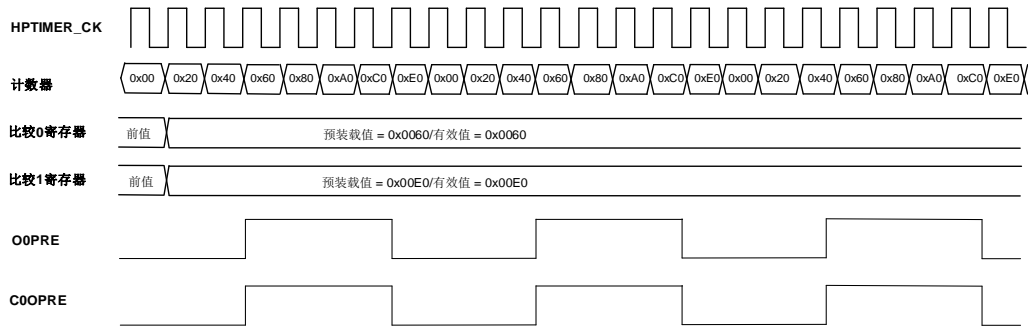 HPTIMER_CK
计数器 0x00 0x20 0x40 0x60 0x80 0xA0 0xC0 0xE0 0x00 0x20 0x40 0x60 0x80 0xA0 0xC0 0xE0 0x00 0x20 0x40 0x60 0x80 0xA0 0xC0 0xE0
比较0寄存器 前值 预装载值 = 0x0060/有效值 = 0x0060
比较1寄存器 前值 预装载值 = 0x00E0/有效值 = 0x00E0
O0PRE
C0OPRE